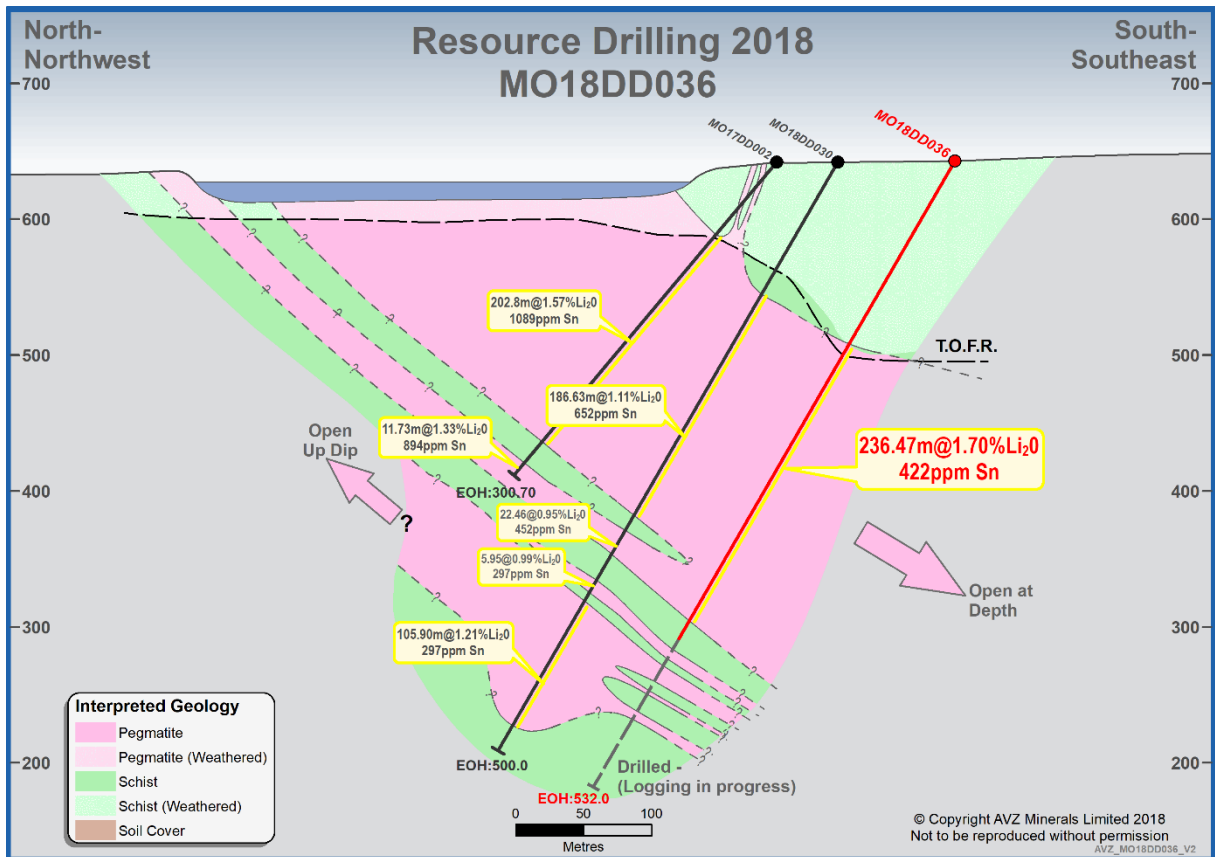 North-
Northwest
Resource Drilling 2018
MO18DD036
South-
Southeast
700
700
MO17DD002
MO18DD030
MO18DD036
600
600
?
?
?
?
?
202.8m@1.57%Li₂0
1089ppm Sn
500
500
T.O.F.R.
186.63m@1.11%Li₂0
652ppm Sn
11.73m@1.33%Li₂0
894ppm Sn
236.47m@1.70%Li₂0
422ppm Sn
Open
Up Dip
400
400
EOH:300.70
?
22.46@0.95%Li₂0
452ppm Sn
5.95@0.99%Li₂0
297ppm Sn
Open at
Depth
300
300
105.90m@1.21%Li₂0
297ppm Sn
Interpreted Geology
Pegmatite
Pegmatite (Weathered)
Schist
Schist (Weathered)
Soil Cover
200
200
EOH:500.0
Drilled -
(Logging in progress)
EOH:532.0
0 50 100
Metres
© Copyright AVZ Minerals Limited 2018
Not to be reproduced without permission
AVZ_MO18DD036_V2